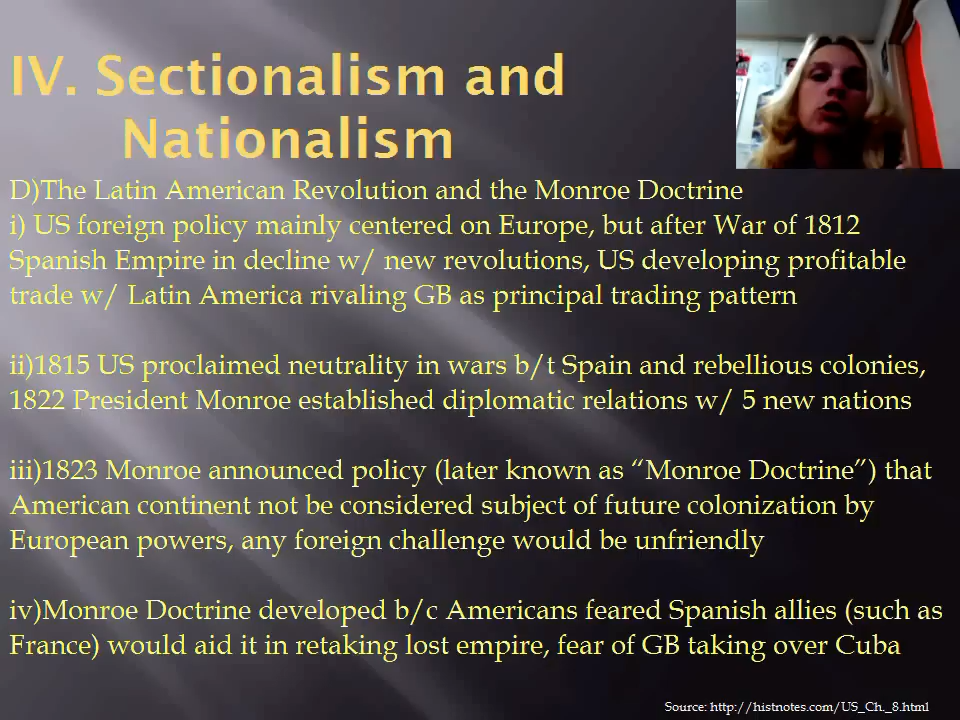 IV. Sectionalism and
Nationalism
D)The Latin American Revolution and the Monroe Doctrine
i) US foreign policy mainly centered on Europe, but after War of 1812
Spanish Empire in decline w/ new revolutions, US developing profitable
trade w/ Latin America rivaling GB as principal trading pattern
ii)1815 US proclaimed neutrality in wars b/t Spain and rebellious colonies,
1822 President Monroe established diplomatic relations w/ 5 new nations
iii)1823 Monroe announced policy (later known as “Monroe Doctrine”) that
American continent not be considered subject of future colonization by
European powers, any foreign challenge would be unfriendly
iv)Monroe Doctrine developed b/c Americans feared Spanish allies (such as
France) would aid it in retaking lost empire, fear of GB taking over Cuba
Source: http://histnotes.com/US_Ch._8.html